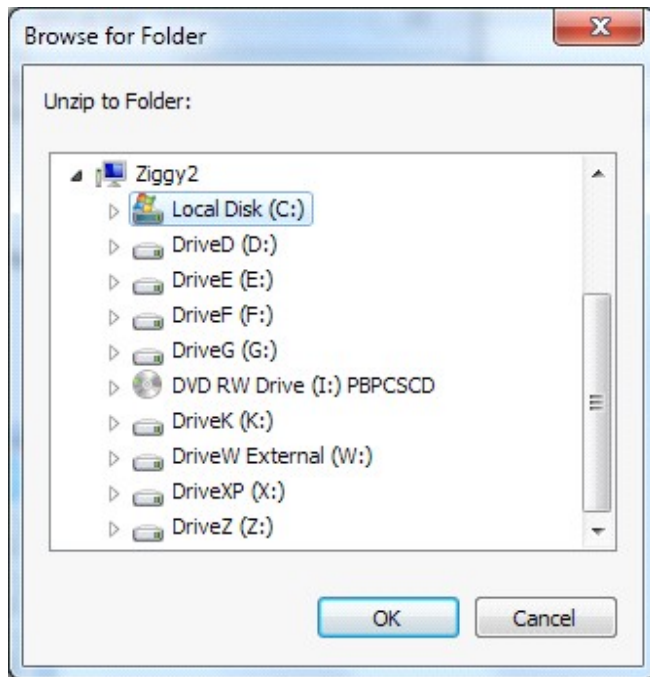 Browse for Folder
Unzip to Folder:
Ziggy2
Local Disk (C:)
DriveD (D:)
DriveE (E:)
DriveF (F:)
DriveG (G:)
DVD RW Drive (I:) PBPCSCD
DriveK (K:)
DriveW External (W:)
DriveXP (X:)
DriveZ (Z:)
OK Cancel